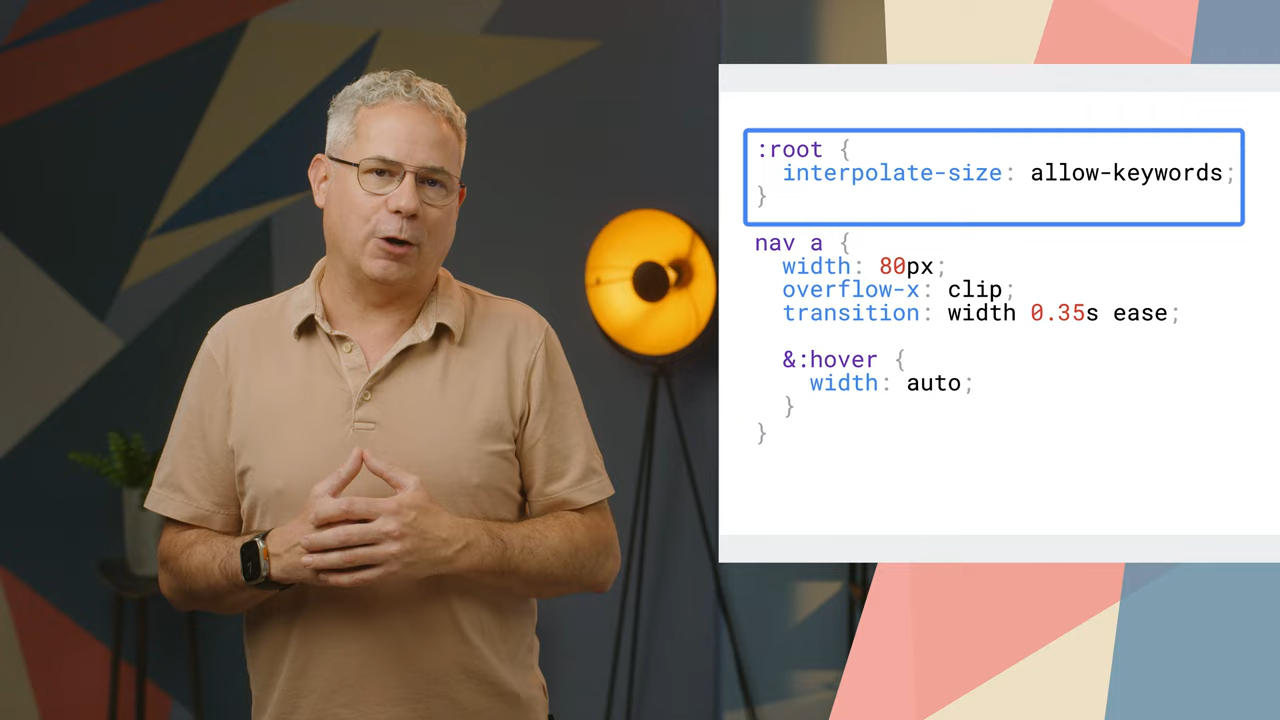 :root {
  interpolate-size: allow-keywords;
}
nav a {
  width: 80px;
  overflow-x: clip;
  transition: width 0.35s ease;
  &:hover {
    width: auto;
  }
}